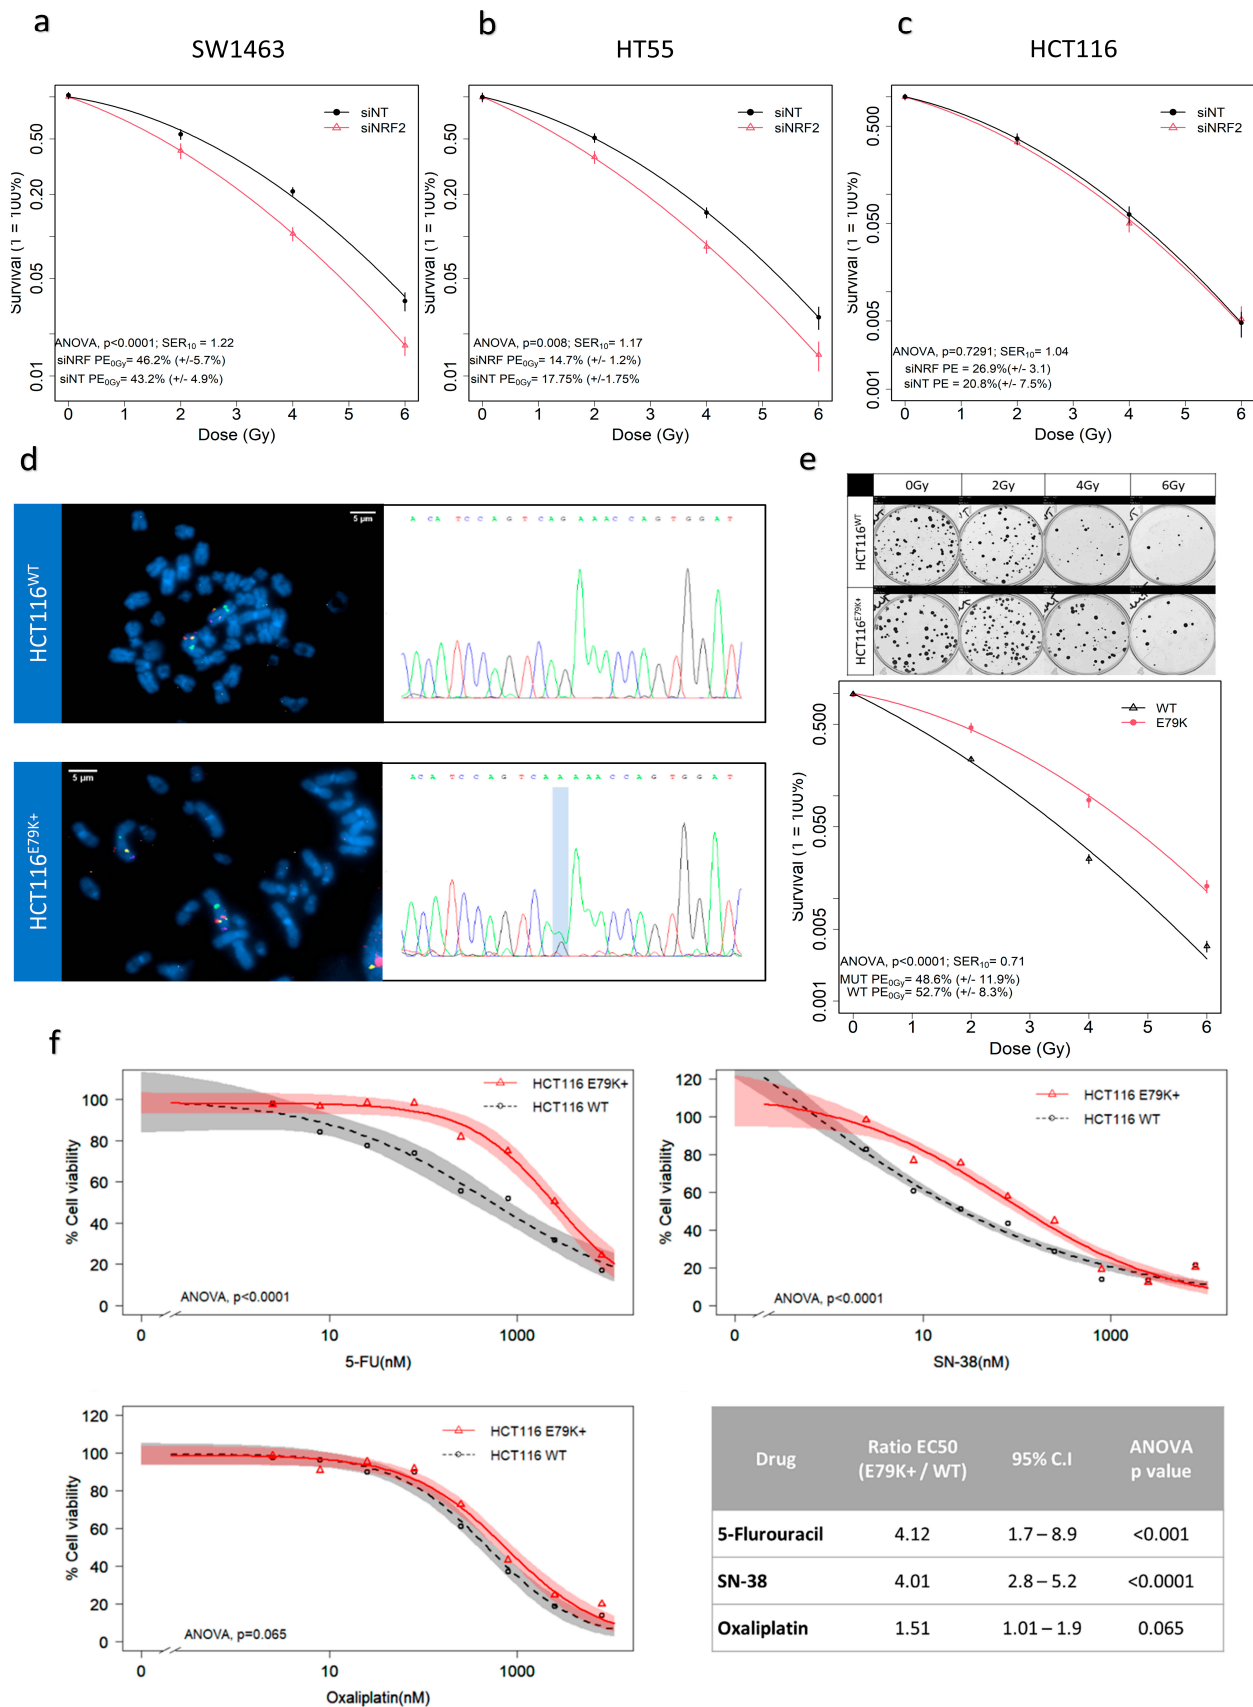 a
SW1463
b
HT55
c
HCT116
siNT
siNRF2
0.50
0.20
0.05
0.01
Survival (1 = 100%)
ANOVA, p<0.0001; SER10 = 1.22
siNRF PE0Gy= 46.2% (+/-5.7%)
siNT PE0Gy= 43.2% (+/- 4.9%)
0 1 2 3 4 5 6
Dose (Gy)
siNT
siNRF2
0.50
0.20
0.05
0.01
Survival (1 = 100%)
ANOVA, p=0.008; SER10= 1.17
siNRF PE0Gy= 14.7% (+/- 1.2%)
siNT PE0Gy= 17.75% (+/-1.75%
0 1 2 3 4 5 6
Dose (Gy)
siNT
siNRF2
0.500
0.050
0.005
0.001
Survival (1 = 100%)
ANOVA, p=0.7291; SER10= 1.04
siNRF PE = 26.9%(+/- 3.1)
siNT PE = 20.8%(+/- 7.5%)
0 1 2 3 4 5 6
Dose (Gy)
d
HCT116WT
5 µm
A CA TCCAGTCAGAAACCAGTGGAT
HCT116E79K+
5 µm
ACA TCCAGTCAAAAACCAGTGGAT
e
0Gy 2Gy 4Gy 6Gy
HCT116WT
HCT116E79K+
WT
E79K
0.500
0.050
0.005
0.001
Survival (1 = 100%)
ANOVA, p<0.0001; SER10= 0.71
MUT PE0Gy= 48.6% (+/- 11.9%)
WT PE0Gy= 52.7% (+/- 8.3%)
0 1 2 3 4 5 6
Dose (Gy)
f
HCT116 E79K+
HCT116 WT
100
80
60
40
20
0
% Cell viability
ANOVA, p<0.0001
0 10 1000
5-FU(nM)
HCT116 E79K+
HCT116 WT
120
100
80
60
40
20
0
% Cell viability
ANOVA, p<0.0001
0 10 1000
SN-38(nM)
HCT116 E79K+
HCT116 WT
120
100
80
60
40
20
0
% Cell viability
ANOVA, p=0.065
0 10 1000
Oxaliplatin(nM)
Drug Ratio EC50 (E79K+ / WT) 95% C.I ANOVA p value
5-Flurouracil 4.12 1.7 – 8.9 <0.001
SN-38 4.01 2.8 – 5.2 <0.0001
Oxaliplatin 1.51 1.01 – 1.9 0.065